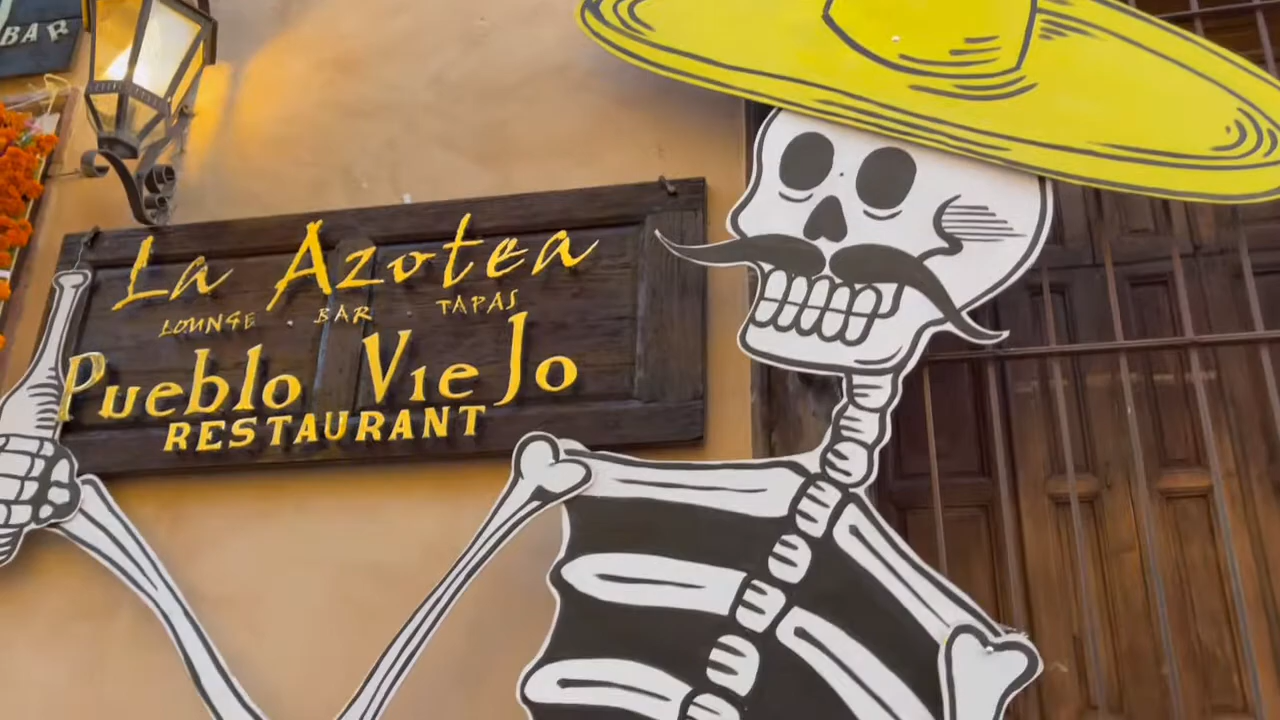 BAR
La Azotea
LOUNGE BAR TAPAS
Pueblo VieJo
RESTAURANT